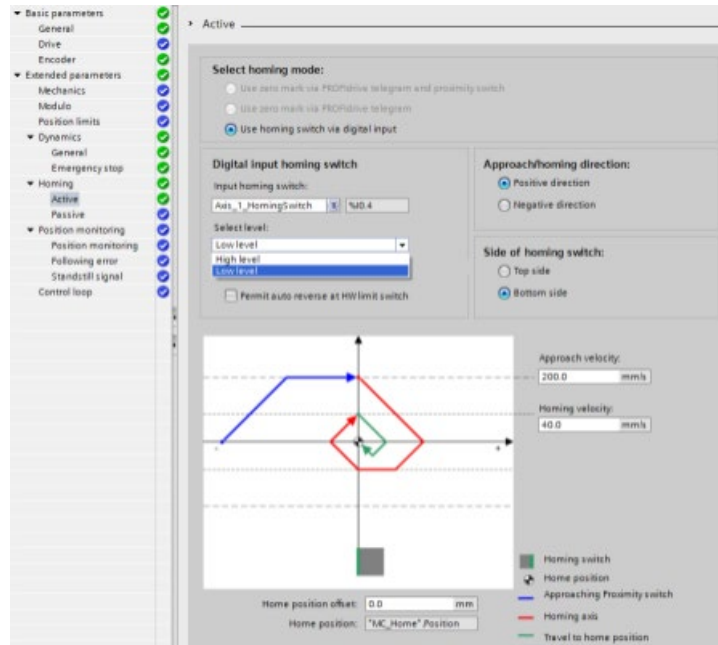 Basic parameters
General
Drive
Encoder
Extended parameters
Mechanics
Modulo
Position limits
Dynamics
General
Emergency stop
Homing
Active
Passive
Position monitoring
Position monitoring
Following error
Standstill signal
Control loop
Active
Select homing mode:
Use zero mark via PROFIdrive telegram and proximity switch
Use zero mark via PROFIdrive telegram
Use homing switch via digital input
Digital input homing switch
Input homing switch:
Axis_1_HomingSwitch %I0.4
Select level:
Low level
High level
Low level
Permit auto reverse at HW limit switch
Approach/homing direction:
Positive direction
Negative direction
Side of homing switch:
Top side
Bottom side
- +
Approach velocity:
200.0 mm/s
Homing velocity:
40.0 mm/s
Homing switch
Home position
Approaching Proximity switch
Homing axis
Travel to home position
Home position offset: 0.0 mm
Home position: "MC_Home".Position